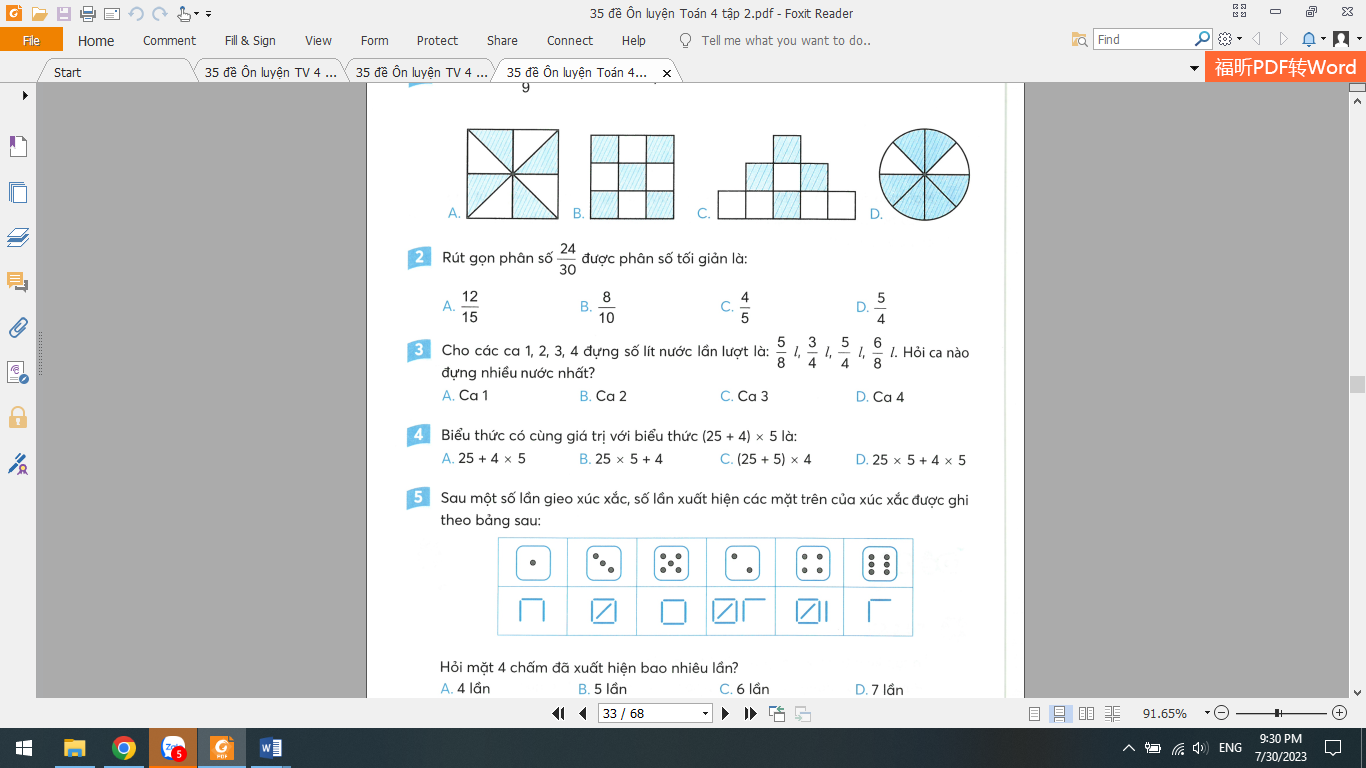 35 đề Ôn luyện Toán 4 tập 2.pdf - Foxit Reader
File Home Comment Fill & Sign View Form Protect Share Connect Help Tell me what you want to do.. Find
Start 35 đề Ôn luyện TV 4 ... 35 đề Ôn luyện TV 4 ... 35 đề Ôn luyện Toán 4... 福昕PDF转Word
9
A. B. C. D.
2 Rút gọn phân số 24/30 được phân số tối giản là:
A. 12/15 B. 8/10 C. 4/5 D. 5/4
3 Cho các ca 1, 2, 3, 4 đựng số lít nước lần lượt là: 5/8 l, 3/4 l, 5/4 l, 6/8 l. Hỏi ca nào
đựng nhiều nước nhất?
A. Ca 1 B. Ca 2 C. Ca 3 D. Ca 4
4 Biểu thức có cùng giá trị với biểu thức (25 + 4) × 5 là:
A. 25 + 4 × 5 B. 25 × 5 + 4 C. (25 + 5) × 4 D. 25 × 5 + 4 × 5
5 Sau một số lần gieo xúc xắc, số lần xuất hiện các mặt trên của xúc xắc được ghi
theo bảng sau:
Hỏi mặt 4 chấm đã xuất hiện bao nhiêu lần?
A. 4 lần B. 5 lần C. 6 lần D. 7 lần
33 / 68 91.65%
Zalo 5 PDF W ENG 9:30 PM
7/30/2023